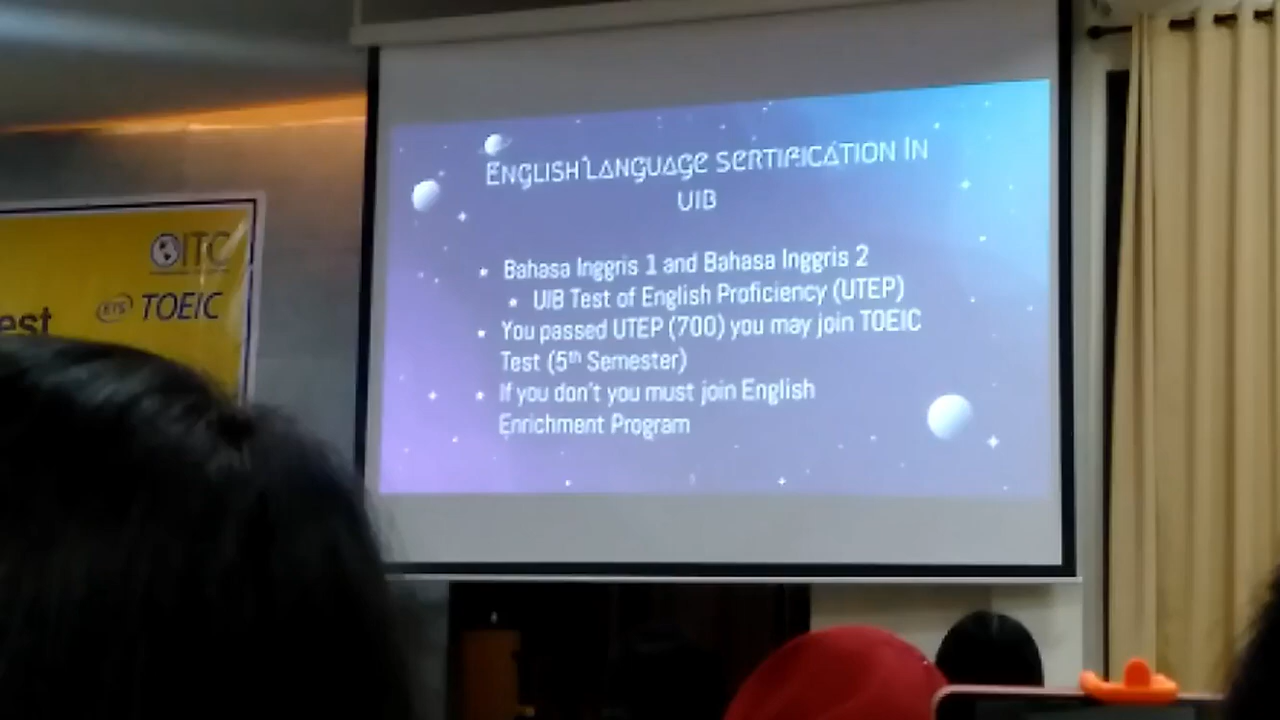 English Language sertification In
UIB
Bahasa Inggris 1 and Bahasa Inggris 2
UIB Test of English Proficiency (UTEP)
You passed UTEP (700) you may join TOEIC
Test (5th Semester)
If you don't you must join English
Enrichment Program
ITC
ETS TOEIC
est